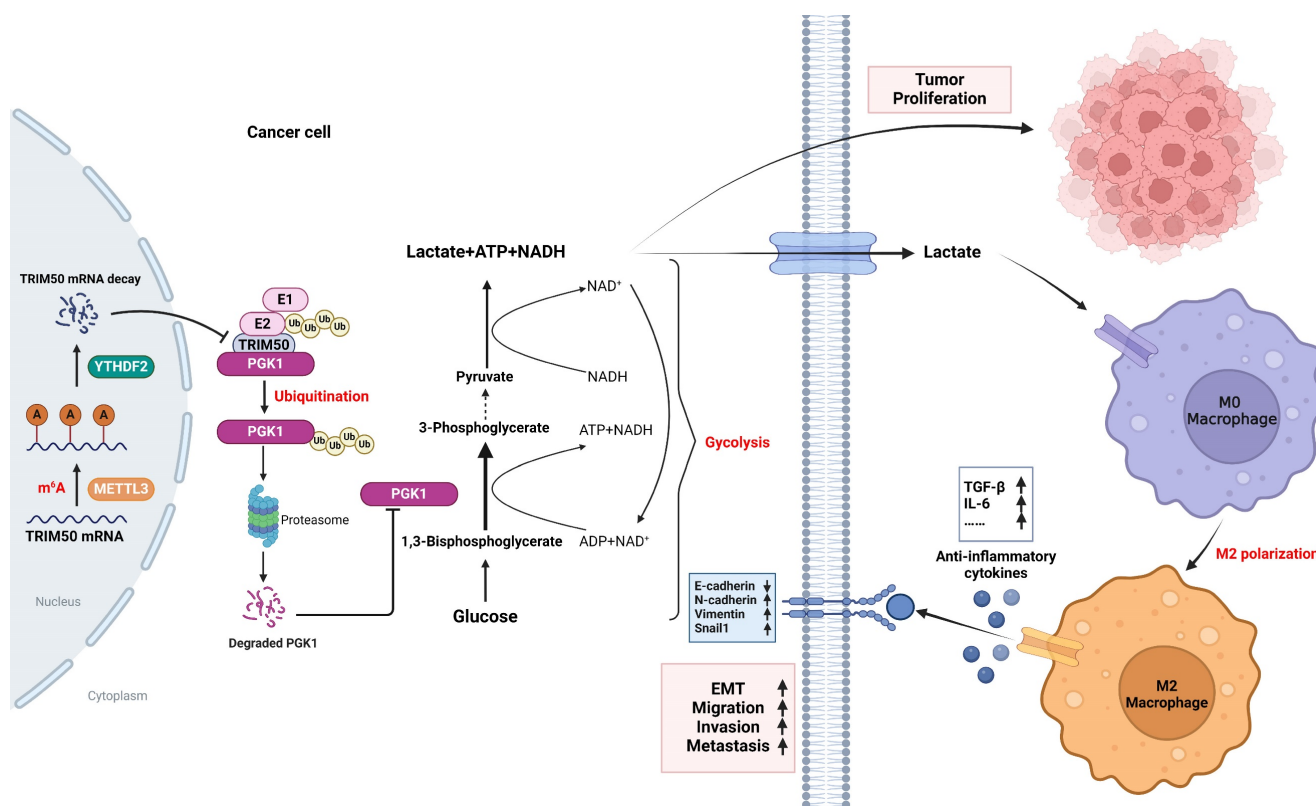 Cancer cell
Tumor
Proliferation
TRIM50 mRNA decay
YTHDF2
A A A
m⁶A
METTL3
TRIM50 mRNA
Nucleus
Cytoplasm
E1
E2
Ub Ub Ub Ub
TRIM50
PGK1
Ubiquitination
PGK1
Ub Ub Ub Ub
Proteasome
Degraded PGK1
PGK1
Lactate+ATP+NADH
NAD⁺
NADH
Pyruvate
3-Phosphoglycerate
ATP+NADH
1,3-Bisphosphoglycerate
ADP+NAD⁺
Glucose
Gycolysis
Lactate
M0
Macrophage
M2 polarization
M2
Macrophage
TGF-β
IL-6
......
Anti-inflammatory
cytokines
E-cadherin
N-cadherin
Vimentin
Snail1
EMT
Migration
Invasion
Metastasis